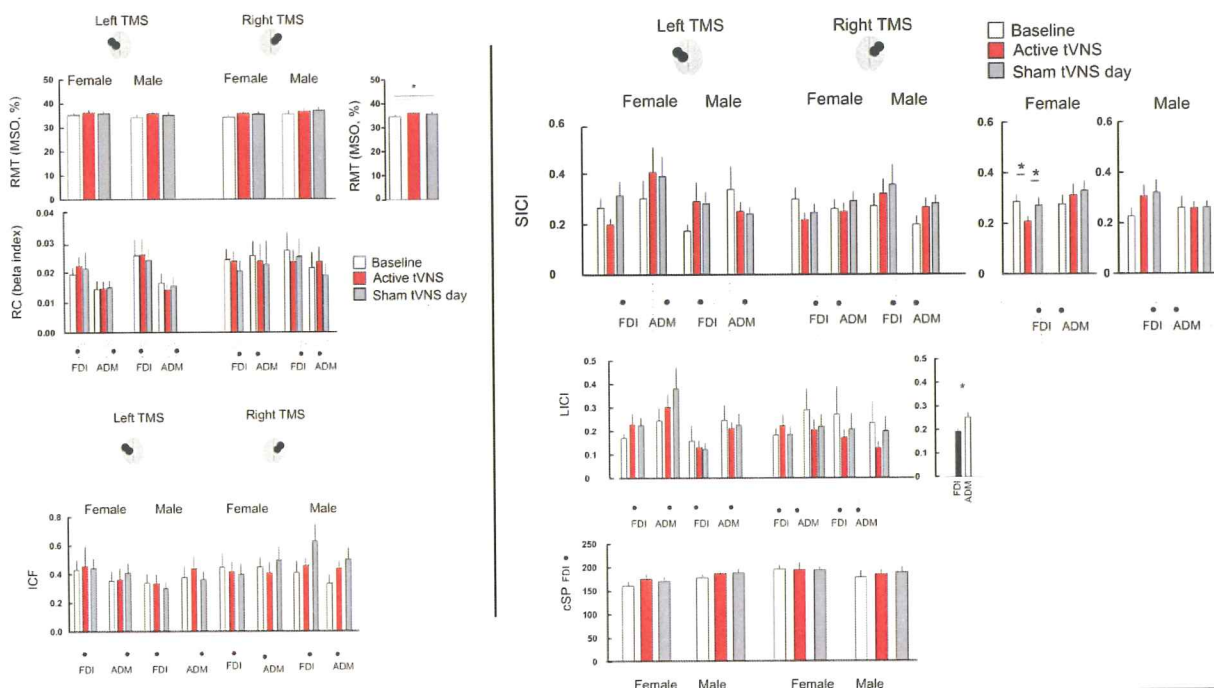 Left TMS
Right TMS
Female
Male
Female
Male
RMT (MSO, %)
50
40
30
20
10
0
RMT (MSO, %)
50
40
30
20
10
0
*
RC (beta index)
0.04
0.03
0.02
0.01
0.00
FDI
ADM
FDI
ADM
FDI
ADM
FDI
ADM
Baseline
Active tVNS
Sham tVNS day
Left TMS
Right TMS
Female
Male
Female
Male
ICF
0.8
0.6
0.4
0.2
0.0
FDI
ADM
FDI
ADM
FDI
ADM
FDI
ADM
Left TMS
Right TMS
Baseline
Active tVNS
Sham tVNS day
Female
Male
Female
Male
Female
Male
SICI
0.6
0.4
0.2
0
0.6
0.4
0.2
0
* *
0.6
0.4
0.2
0
FDI
ADM
FDI
ADM
FDI
ADM
FDI
ADM
FDI
ADM
FDI
ADM
LICI
0.5
0.4
0.3
0.2
0.1
0
FDI
ADM
FDI
ADM
FDI
ADM
FDI
ADM
0.5
0.4
0.3
0.2
0.1
0
*
FDI
ADM
cSP FDI
250
200
150
100
250
0
Female
Male
Female
Male